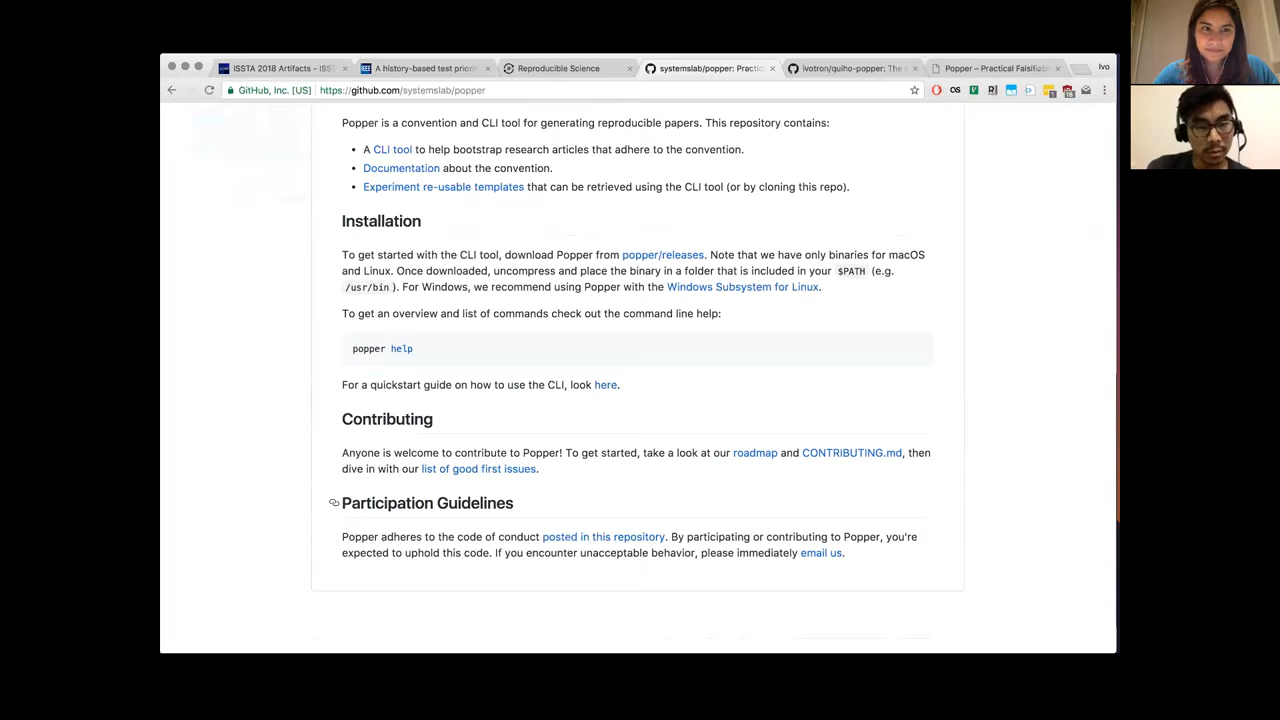 ISSTA 2018 Artifacts - ISS
A history-based test priorit
Reproducible Science
systemslab/popper: Practic
ivotron/quiho-popper: The
Popper – Practical Falsifiab
Ivo
GitHub, Inc. [US]
https://github.com/systemslab/popper
Popper is a convention and CLI tool for generating reproducible papers. This repository contains:
• A CLI tool to help bootstrap research articles that adhere to the convention.
• Documentation about the convention.
• Experiment re-usable templates that can be retrieved using the CLI tool (or by cloning this repo).
Installation
To get started with the CLI tool, download Popper from popper/releases. Note that we have only binaries for macOS
and Linux. Once downloaded, uncompress and place the binary in a folder that is included in your $PATH (e.g.
/usr/bin ). For Windows, we recommend using Popper with the Windows Subsystem for Linux.
To get an overview and list of commands check out the command line help:
popper help
For a quickstart guide on how to use the CLI, look here.
Contributing
Anyone is welcome to contribute to Popper! To get started, take a look at our roadmap and CONTRIBUTING.md, then
dive in with our list of good first issues.
Participation Guidelines
Popper adheres to the code of conduct posted in this repository. By participating or contributing to Popper, you're
expected to uphold this code. If you encounter unacceptable behavior, please immediately email us.